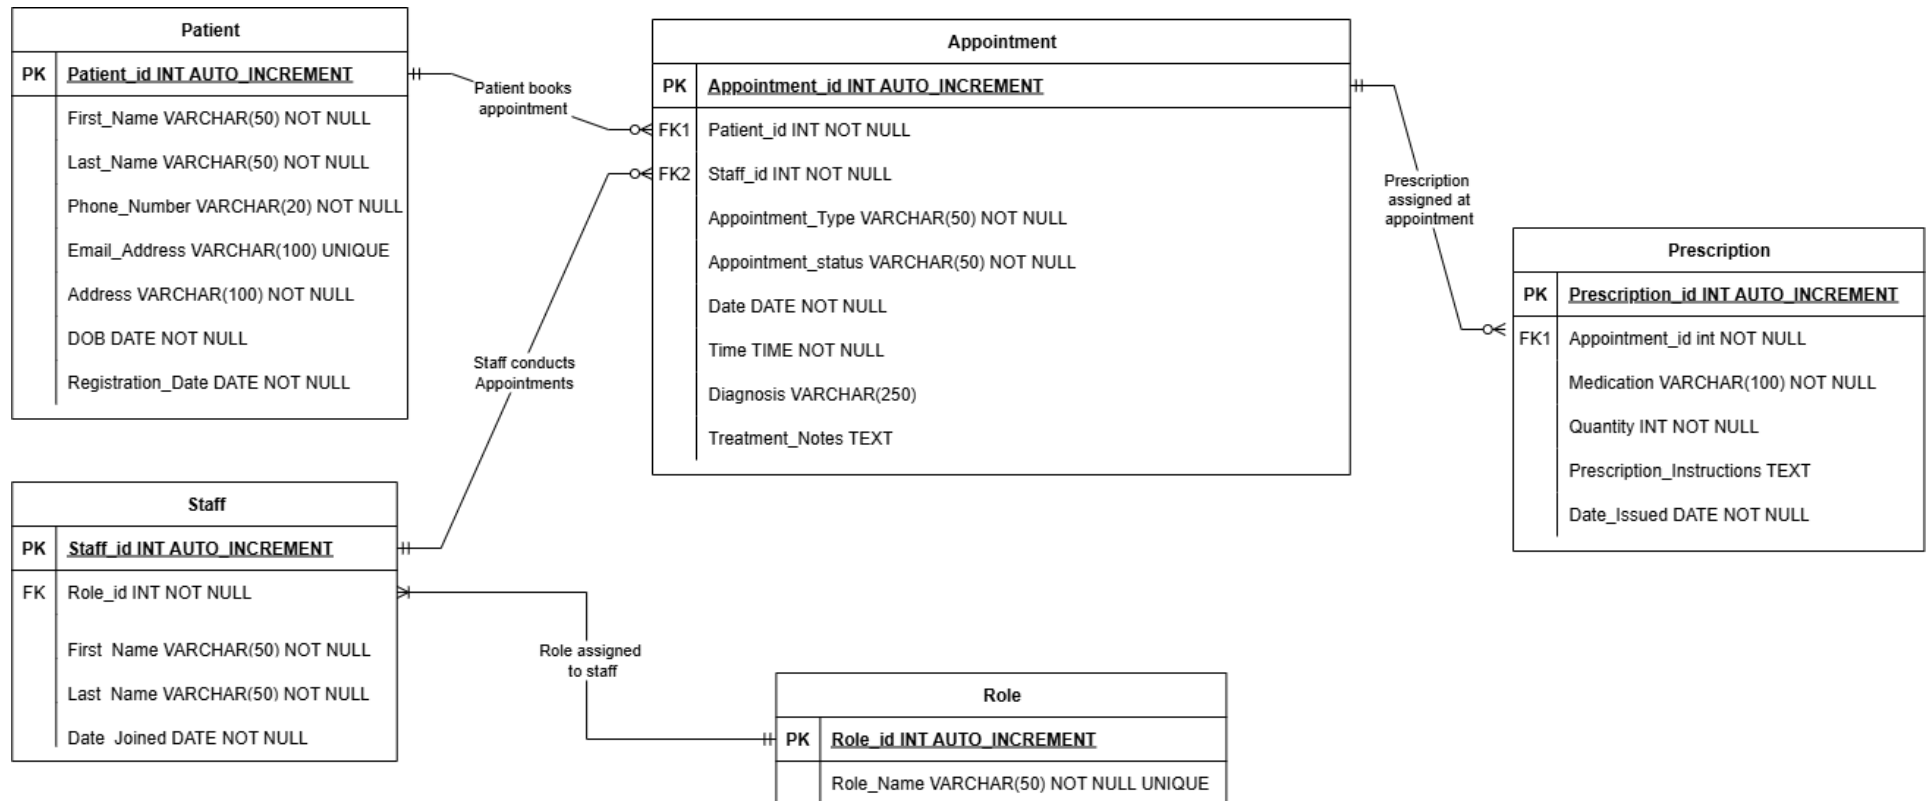 Patient
PK Patient_id INT AUTO_INCREMENT
First_Name VARCHAR(50) NOT NULL
Last_Name VARCHAR(50) NOT NULL
Phone_Number VARCHAR(20) NOT NULL
Email_Address VARCHAR(100) UNIQUE
Address VARCHAR(100) NOT NULL
DOB DATE NOT NULL
Registration_Date DATE NOT NULL
Patient books
appointment
Appointment
PK Appointment_id INT AUTO_INCREMENT
FK1 Patient_id INT NOT NULL
FK2 Staff_id INT NOT NULL
Appointment_Type VARCHAR(50) NOT NULL
Appointment_status VARCHAR(50) NOT NULL
Date DATE NOT NULL
Time TIME NOT NULL
Diagnosis VARCHAR(250)
Treatment_Notes TEXT
Prescription
assigned at
appointment
Prescription
PK Prescription_id INT AUTO_INCREMENT
FK1 Appointment_id int NOT NULL
Medication VARCHAR(100) NOT NULL
Quantity INT NOT NULL
Prescription_Instructions TEXT
Date_Issued DATE NOT NULL
Staff conducts
Appointments
Staff
PK Staff_id INT AUTO_INCREMENT
FK Role_id INT NOT NULL
First_Name VARCHAR(50) NOT NULL
Last_Name VARCHAR(50) NOT NULL
Date_Joined DATE NOT NULL
Role assigned
to staff
Role
PK Role_id INT AUTO_INCREMENT
Role_Name VARCHAR(50) NOT NULL UNIQUE